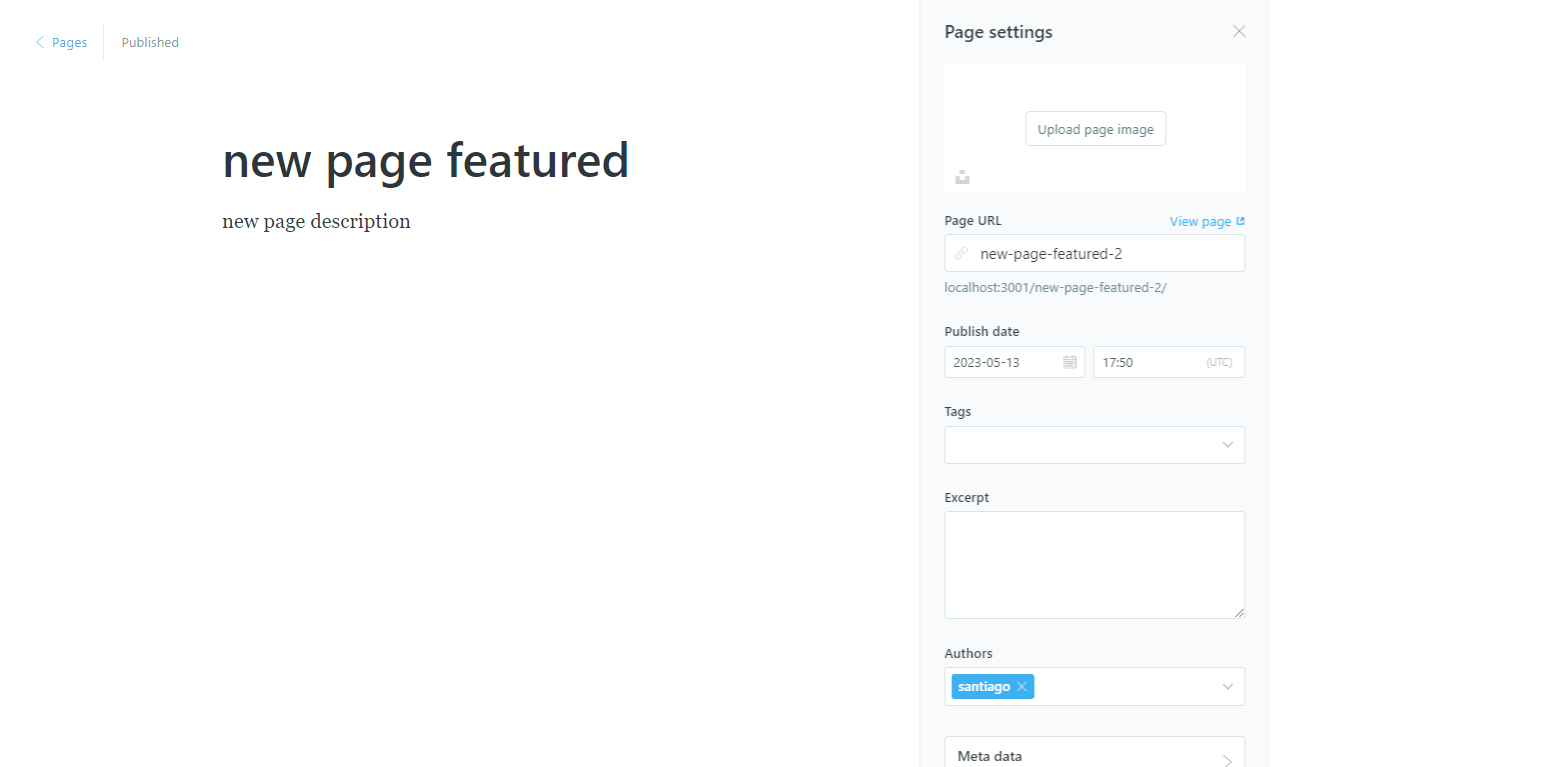 Pages
Published
new page featured
new page description
Page settings
Upload page image
Page URL
View page
new-page-featured-2
localhost:3001/new-page-featured-2/
Publish date
2023-05-13
17:50
(UTC)
Tags
Excerpt
Authors
santiago
Meta data